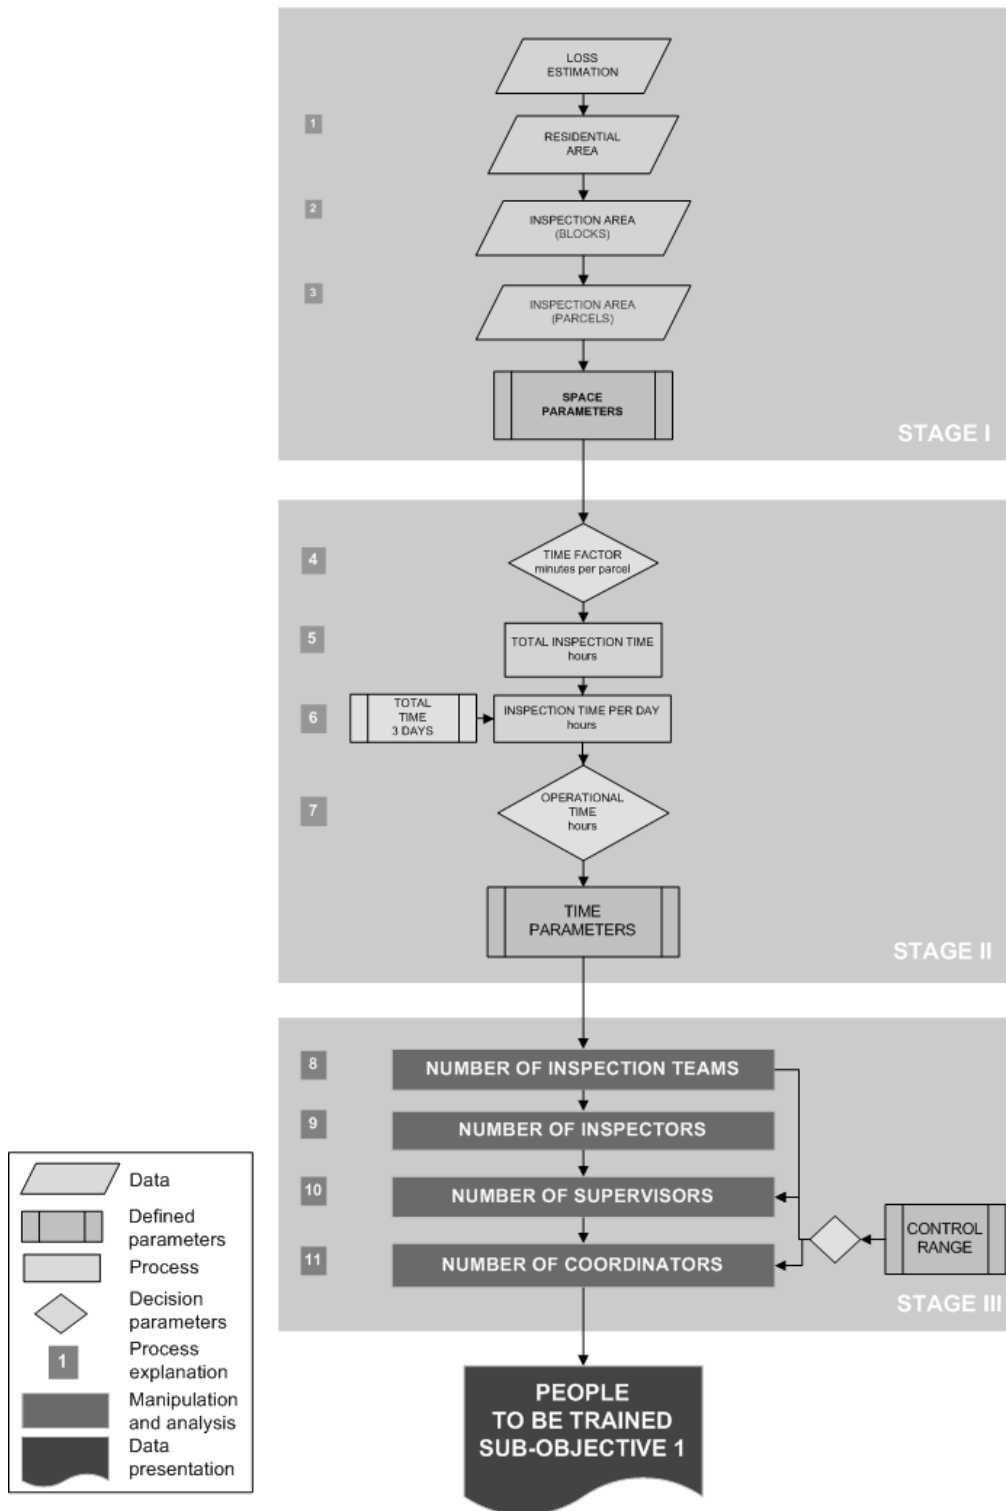 LOSS
ESTIMATION
1
RESIDENTIAL
AREA
2
INSPECTION AREA
(BLOCKS)
3
INSPECTION AREA
(PARCELS)
SPACE
PARAMETERS
STAGE I
4
TIME FACTOR
minutes per parcel
5
TOTAL INSPECTION TIME
hours
6
TOTAL
TIME
3 DAYS
INSPECTION TIME PER DAY
hours
7
OPERATIONAL
TIME
hours
TIME
PARAMETERS
STAGE II
8
NUMBER OF INSPECTION TEAMS
9
NUMBER OF INSPECTORS
10
NUMBER OF SUPERVISORS
11
NUMBER OF COORDINATORS
CONTROL
RANGE
STAGE III
PEOPLE
TO BE TRAINED
SUB-OBJECTIVE 1
Data
Defined
parameters
Process
Decision
parameters
1
Process
explanation
Manipulation
and analysis
Data
presentation